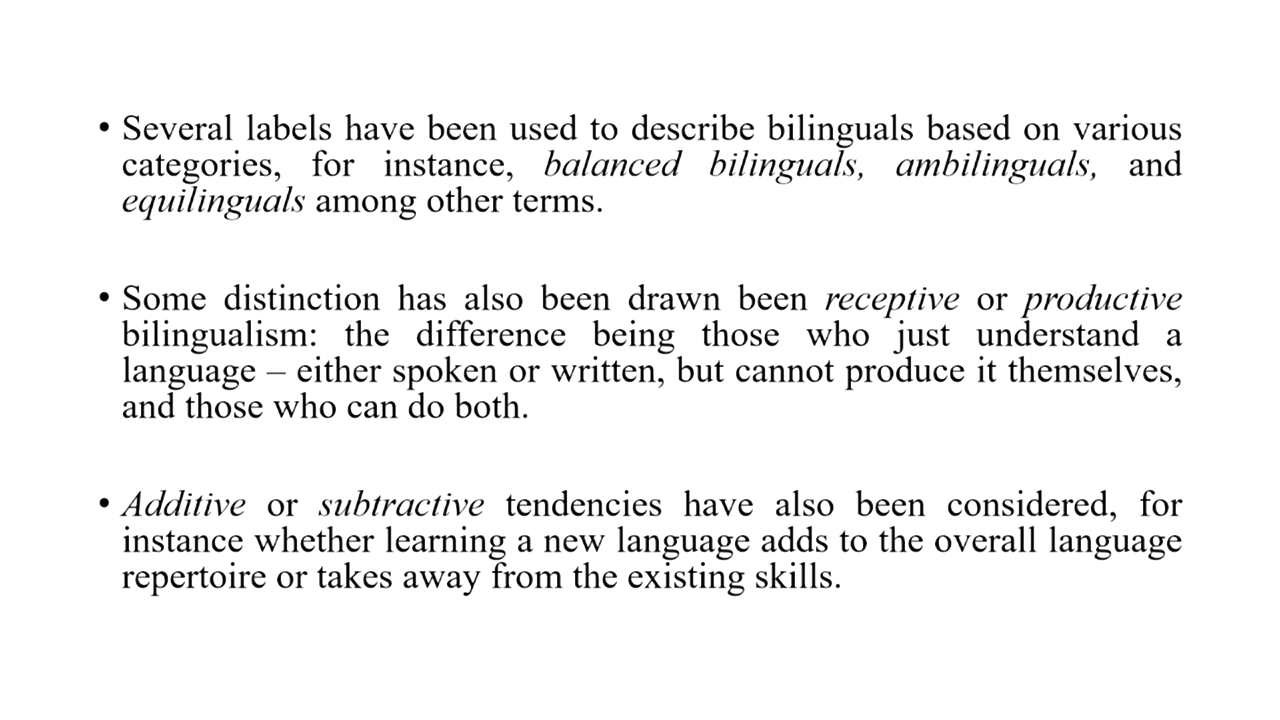 • Several labels have been used to describe bilinguals based on various
categories, for instance, balanced bilinguals, ambilinguals, and
equilinguals among other terms.
• Some distinction has also been drawn been receptive or productive
bilingualism: the difference being those who just understand a
language – either spoken or written, but cannot produce it themselves,
and those who can do both.
• Additive or subtractive tendencies have also been considered, for
instance whether learning a new language adds to the overall language
repertoire or takes away from the existing skills.